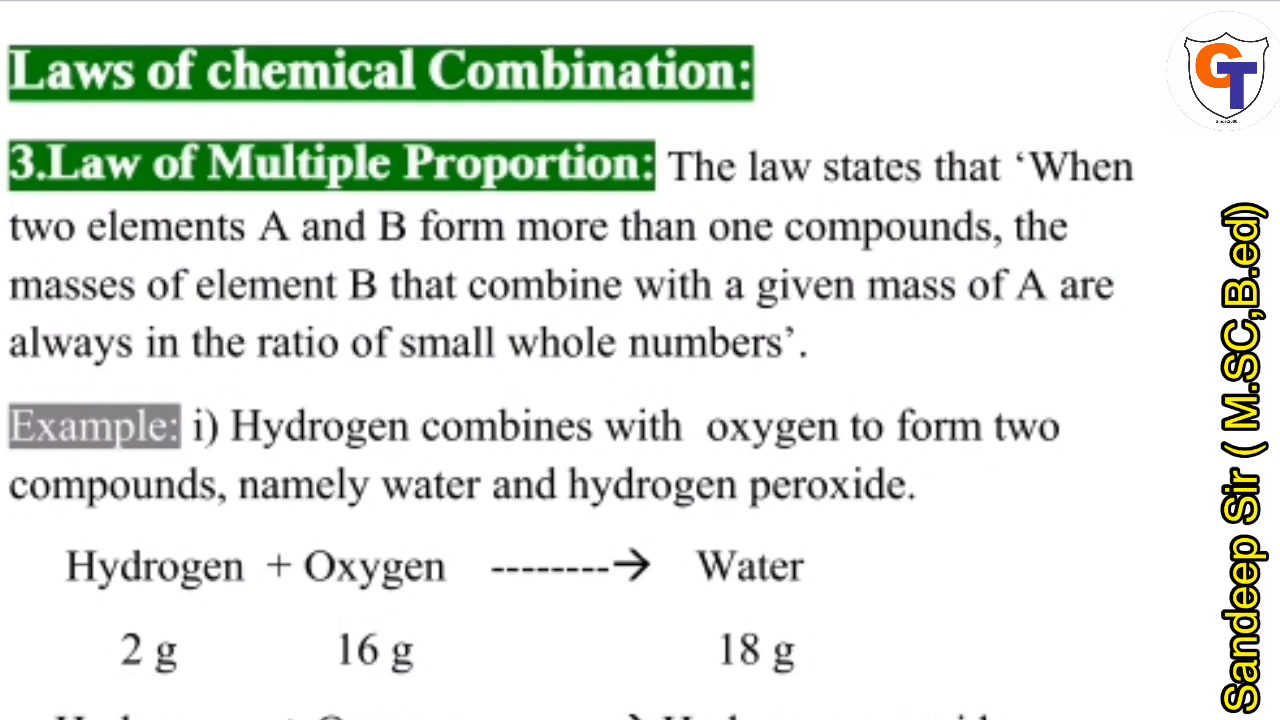 Laws of chemical Combination:
3.Law of Multiple Proportion: The law states that ‘When
two elements A and B form more than one compounds, the
masses of element B that combine with a given mass of A are
always in the ratio of small whole numbers’.
Example: i) Hydrogen combines with oxygen to form two
compounds, namely water and hydrogen peroxide.
Hydrogen + Oxygen --------→ Water
2 g 16 g 18 g
GT
Sandeep Sir ( M.SC,B.ed)